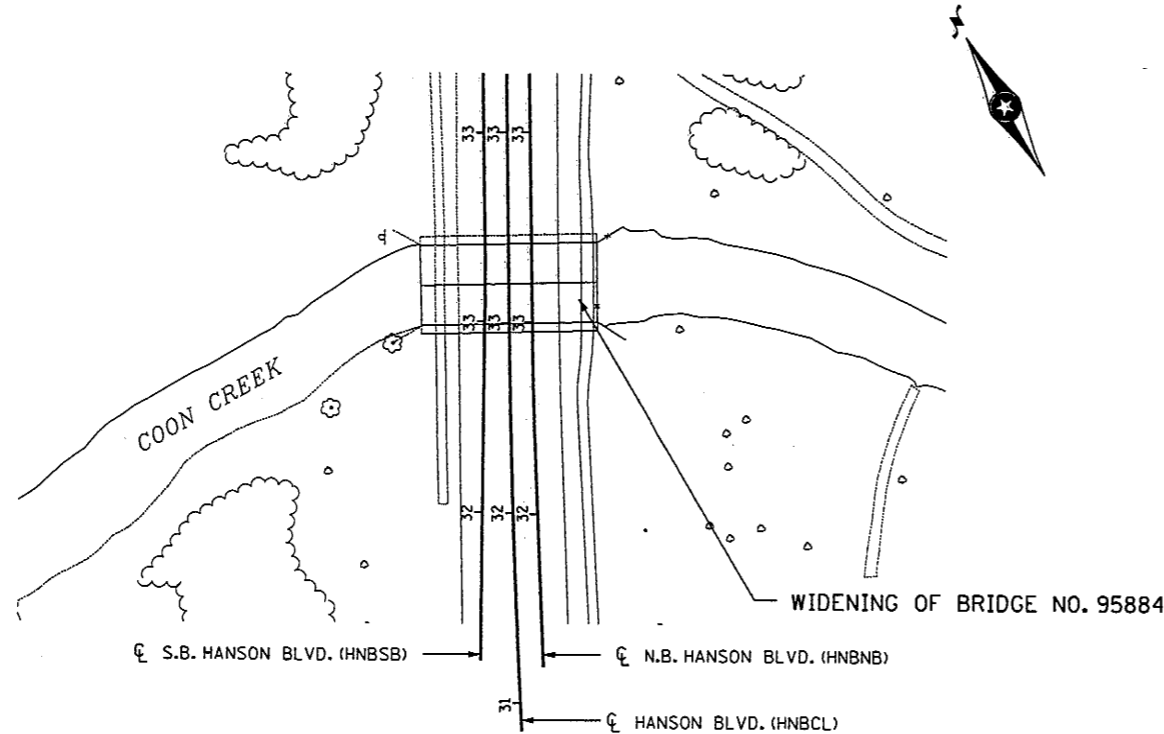 N
33 33 33
33 33 33
COON CREEK
32 32 32
WIDENING OF BRIDGE NO. 95884
℄ S.B. HANSON BLVD. (HNBSB)
℄ N.B. HANSON BLVD. (HNBNB)
31
℄ HANSON BLVD. (HNBCL)